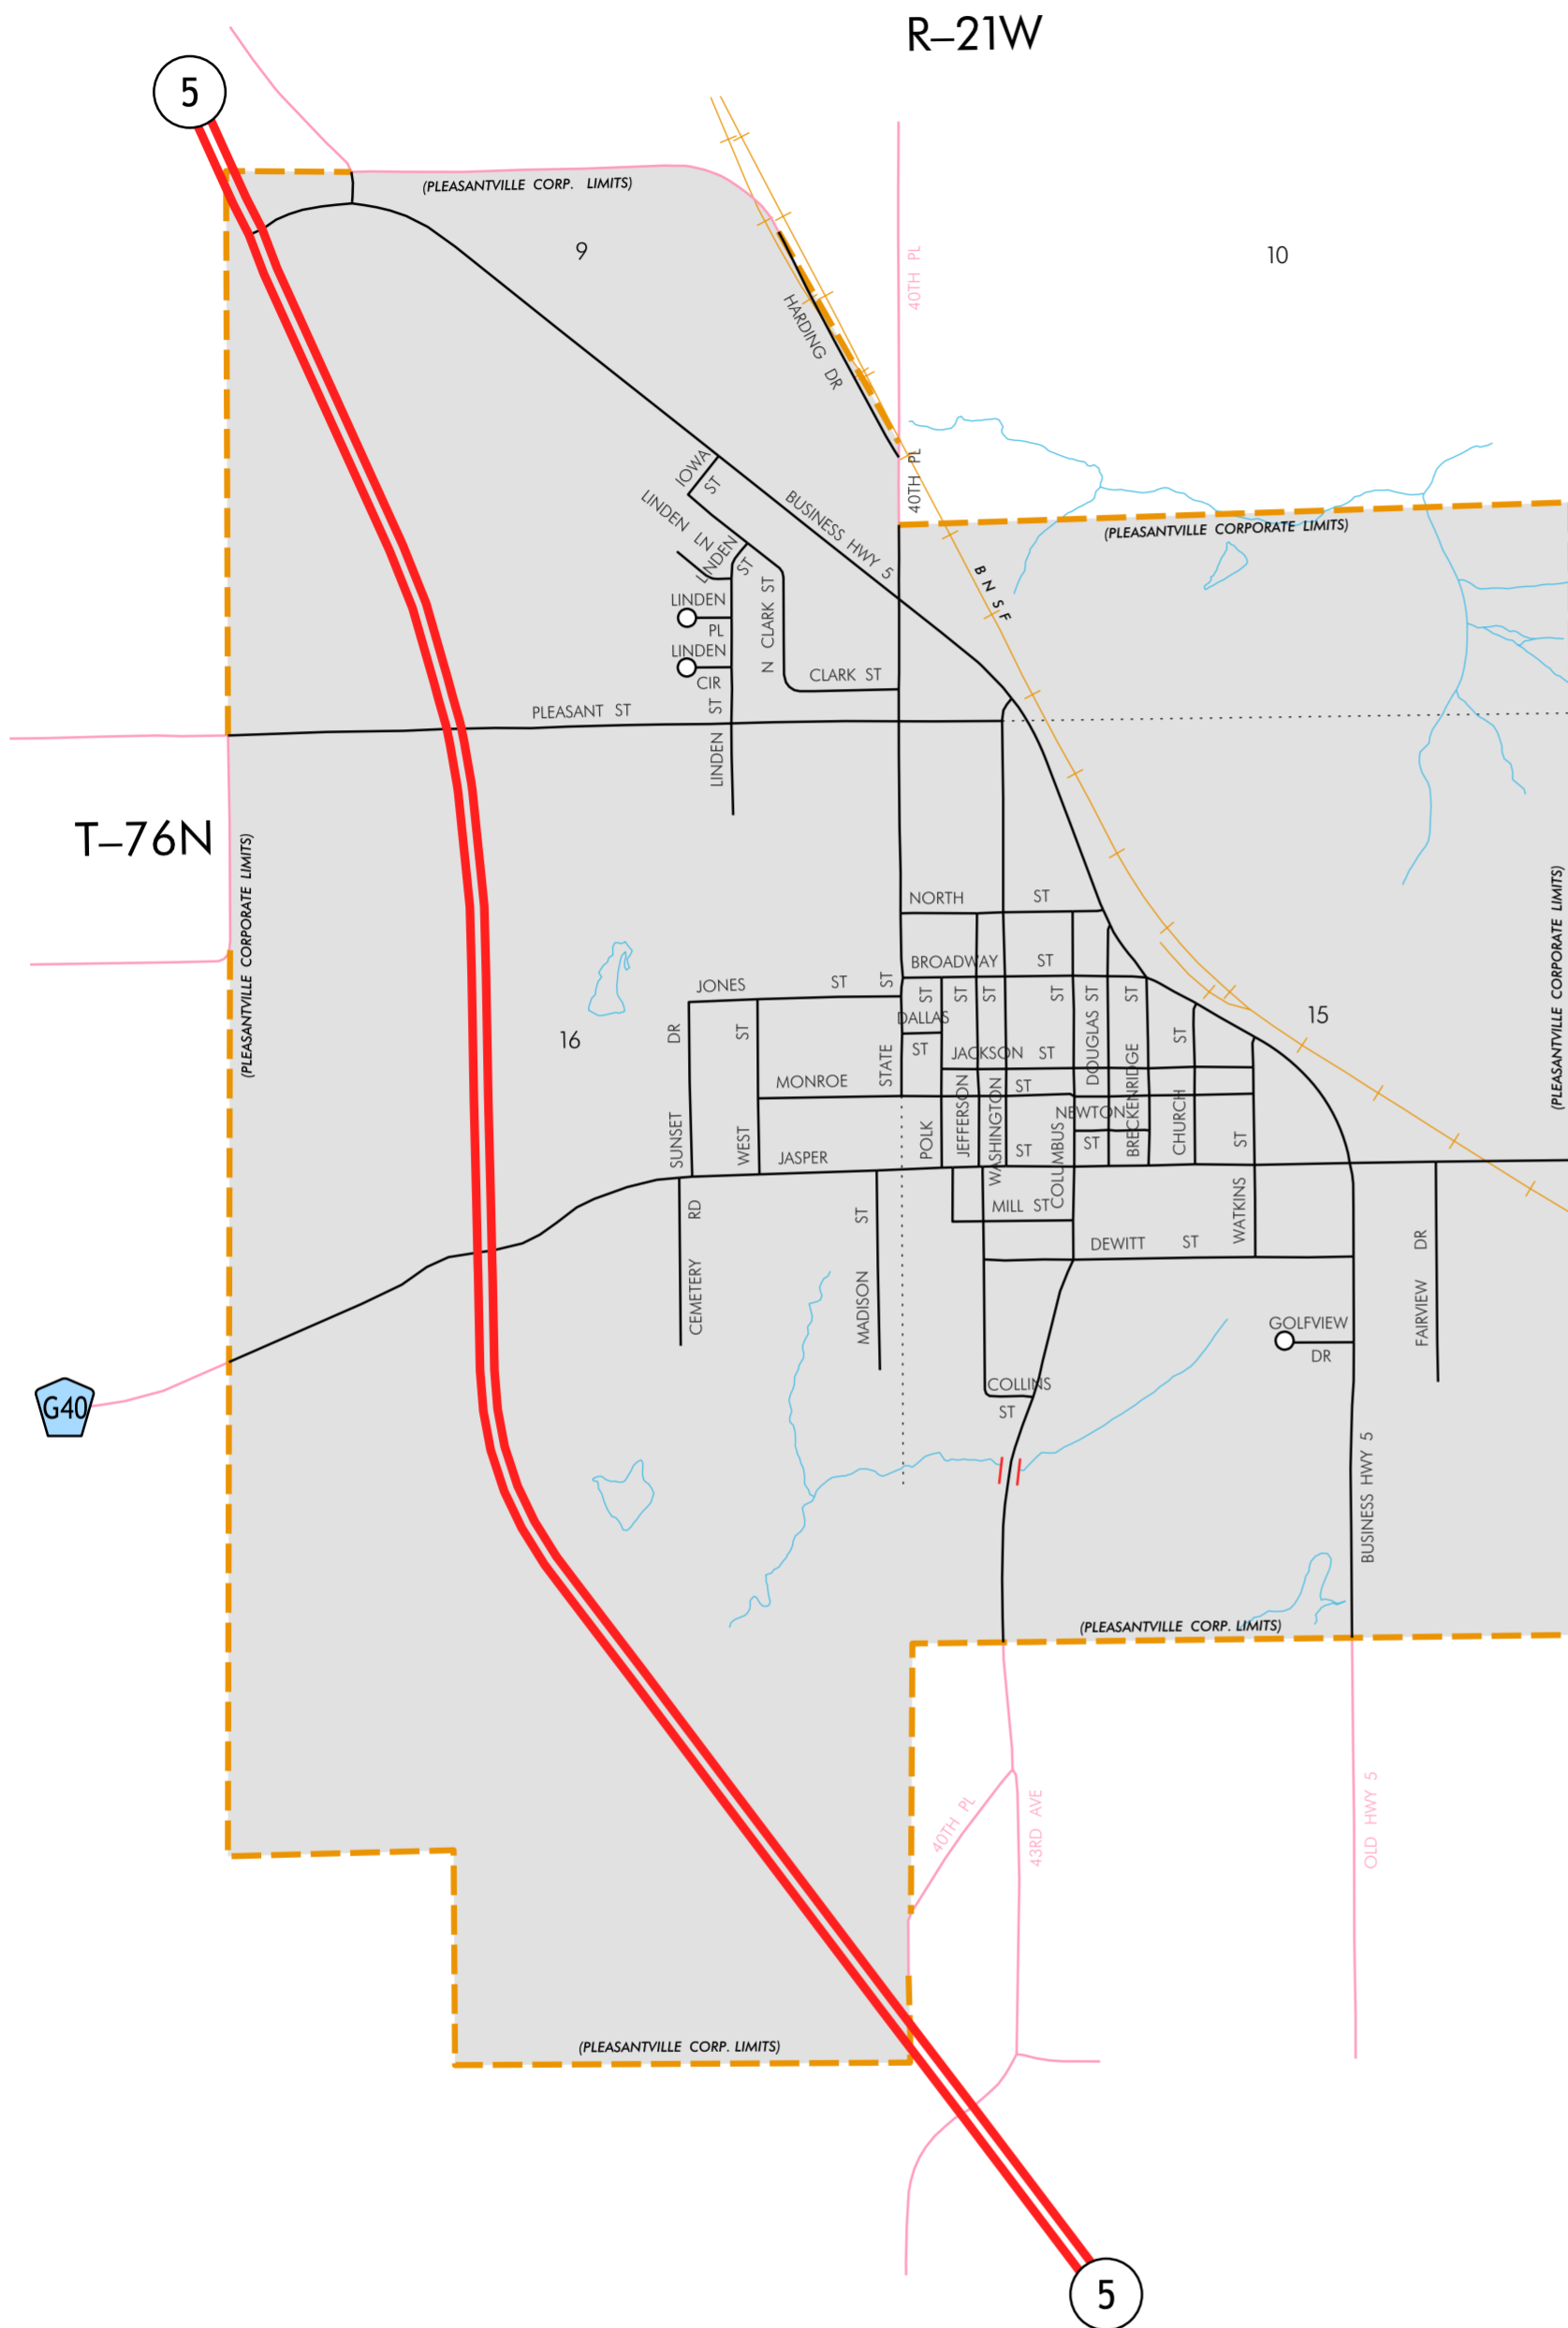 R–21W
5
(PLEASANTVILLE CORP. LIMITS)
9
40TH PL
10
HARDING DR
IOWA ST
40TH PL
LINDEN LN
BUSINESS HWY 5
(PLEASANTVILLE CORPORATE LIMITS)
LINDEN ST
BNSF
LINDEN PL
N CLARK ST
LINDEN CIR
CLARK ST
PLEASANT ST
LINDEN ST
T–76N
(PLEASANTVILLE CORPORATE LIMITS)
(PLEASANTVILLE CORPORATE LIMITS)
NORTH ST
BROADWAY ST
JONES ST
16
15
DALLAS ST
JACKSON ST
MONROE ST
NEWTON ST
JASPER ST
SUNSET DR
WEST ST
STATE ST
POLK ST
JEFFERSON ST
WASHINGTON ST
COLUMBUS ST
DOUGLAS ST
BRECKENRIDGE ST
CHURCH ST
WATKINS ST
CEMETERY RD
MADISON ST
MILL ST
DEWITT ST
FAIRVIEW DR
GOLFVIEW DR
COLLINS ST
G40
BUSINESS HWY 5
(PLEASANTVILLE CORP. LIMITS)
40TH PL
43RD AVE
OLD HWY 5
(PLEASANTVILLE CORP. LIMITS)
5